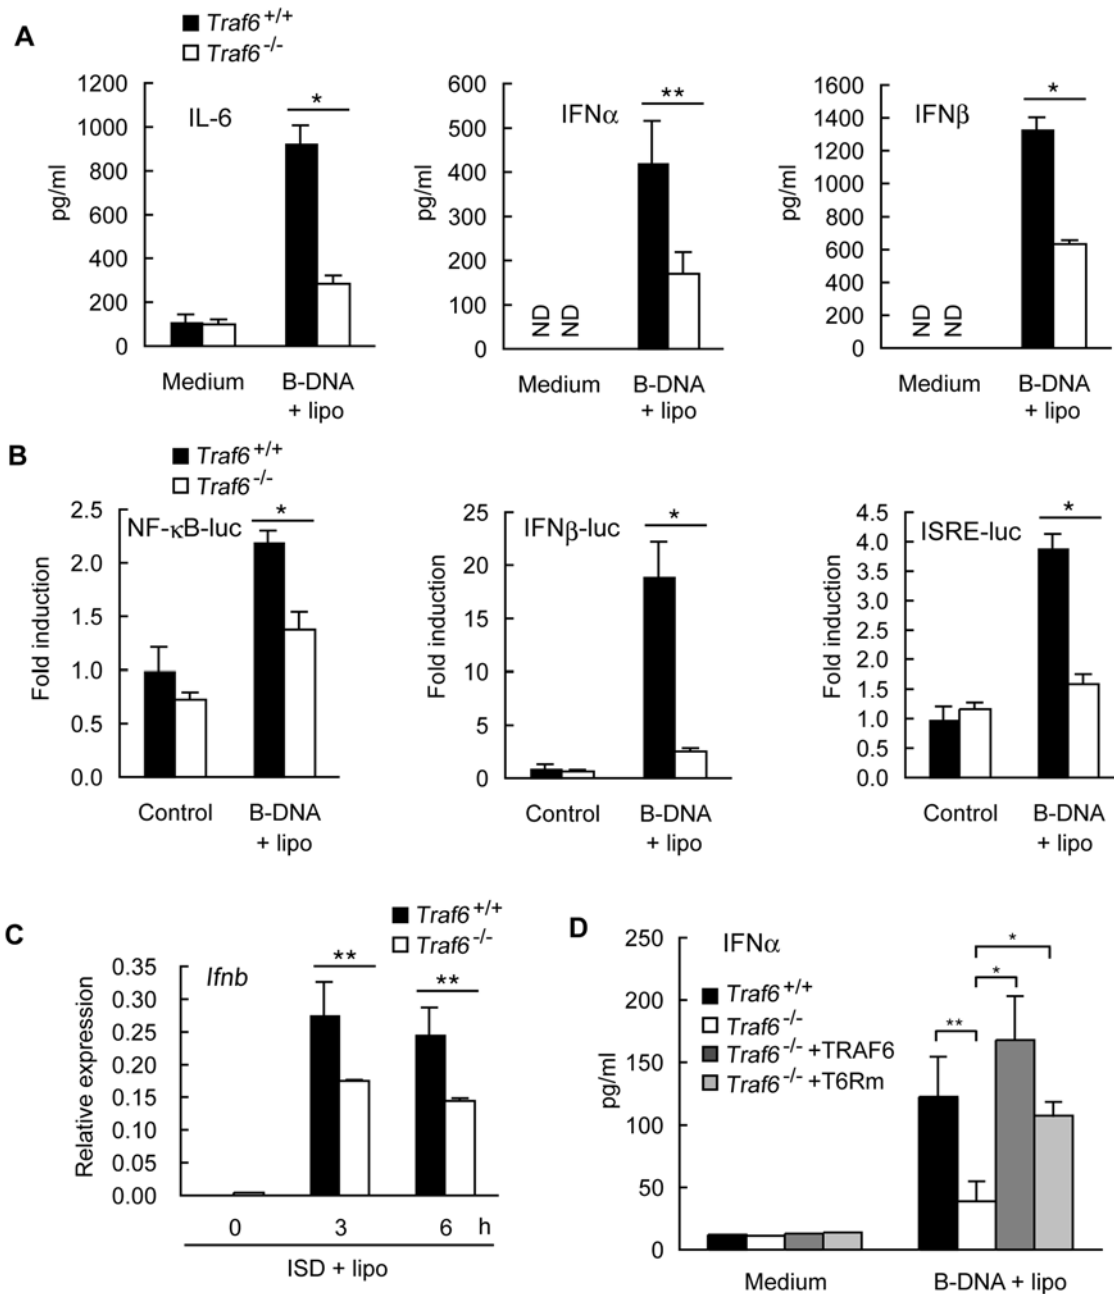 A
Traf6 +/+
Traf6 -/-
1200
1000
800
600
400
200
0
pg/ml
IL-6
*
Medium
B-DNA
+ lipo
600
500
400
300
200
100
0
pg/ml
IFNα
**
ND
ND
Medium
B-DNA
+ lipo
1600
1400
1200
1000
800
600
400
200
0
pg/ml
IFNβ
*
ND
ND
Medium
B-DNA
+ lipo
B
Traf6 +/+
Traf6 -/-
2.5
2.0
1.5
1.0
0.5
0.0
Fold induction
NF-κB-luc
*
Control
B-DNA
+ lipo
25
20
15
10
5
0
Fold induction
IFNβ-luc
*
Control
B-DNA
+ lipo
4.5
4.0
3.5
3.0
2.5
2.0
1.5
1.0
0.5
0.0
Fold induction
ISRE-luc
*
Control
B-DNA
+ lipo
C
Traf6 +/+
Traf6 -/-
0.35
0.30
0.25
0.20
0.15
0.10
0.05
0.00
Relative expression
Ifnb
**
**
0 3 6 h
ISD + lipo
D
250
200
150
100
50
0
pg/ml
IFNα
Traf6 +/+
Traf6 -/-
Traf6 -/- +TRAF6
Traf6 -/- +T6Rm
**
*
*
Medium
B-DNA + lipo